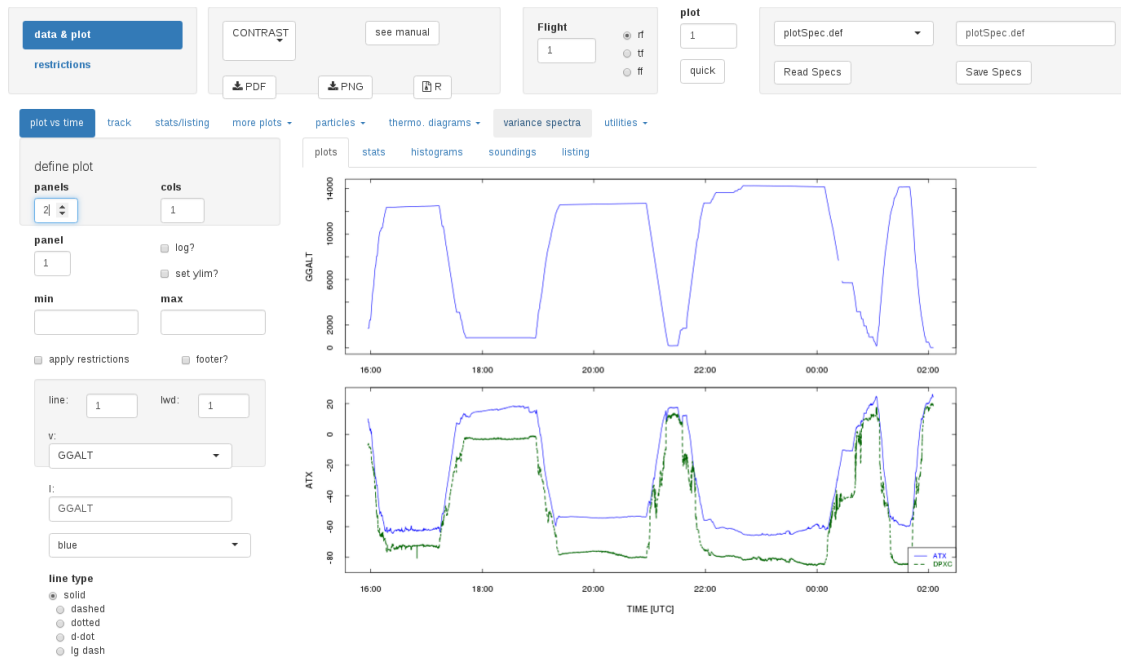 data & plot
restrictions
CONTRAST
see manual
PDF
PNG
R
Flight
1
rf
tf
ff
plot
1
quick
plotSpec.def
plotSpec.def
Read Specs
Save Specs
plot vs time
track
stats/listing
more plots
particles
thermo. diagrams
variance spectra
utilities
define plot
panels
cols
2
1
panel
1
log?
set ylim?
min
max
apply restrictions
footer?
line:
1
lwd:
1
v:
GGALT
l:
GGALT
blue
line type
solid
dashed
dotted
d-dot
lg dash
plots
stats
histograms
soundings
listing
GGALT
14000
10000
6000
2000
0
16:00
18:00
20:00
22:00
00:00
02:00
ATX
20
0
-20
-40
-60
-80
ATX
DPXC
16:00
18:00
20:00
22:00
00:00
02:00
TIME [UTC]